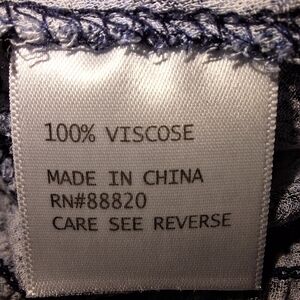 100% VISCOSE
MADE IN CHINA
RN#88820
CARE SEE REVERSE